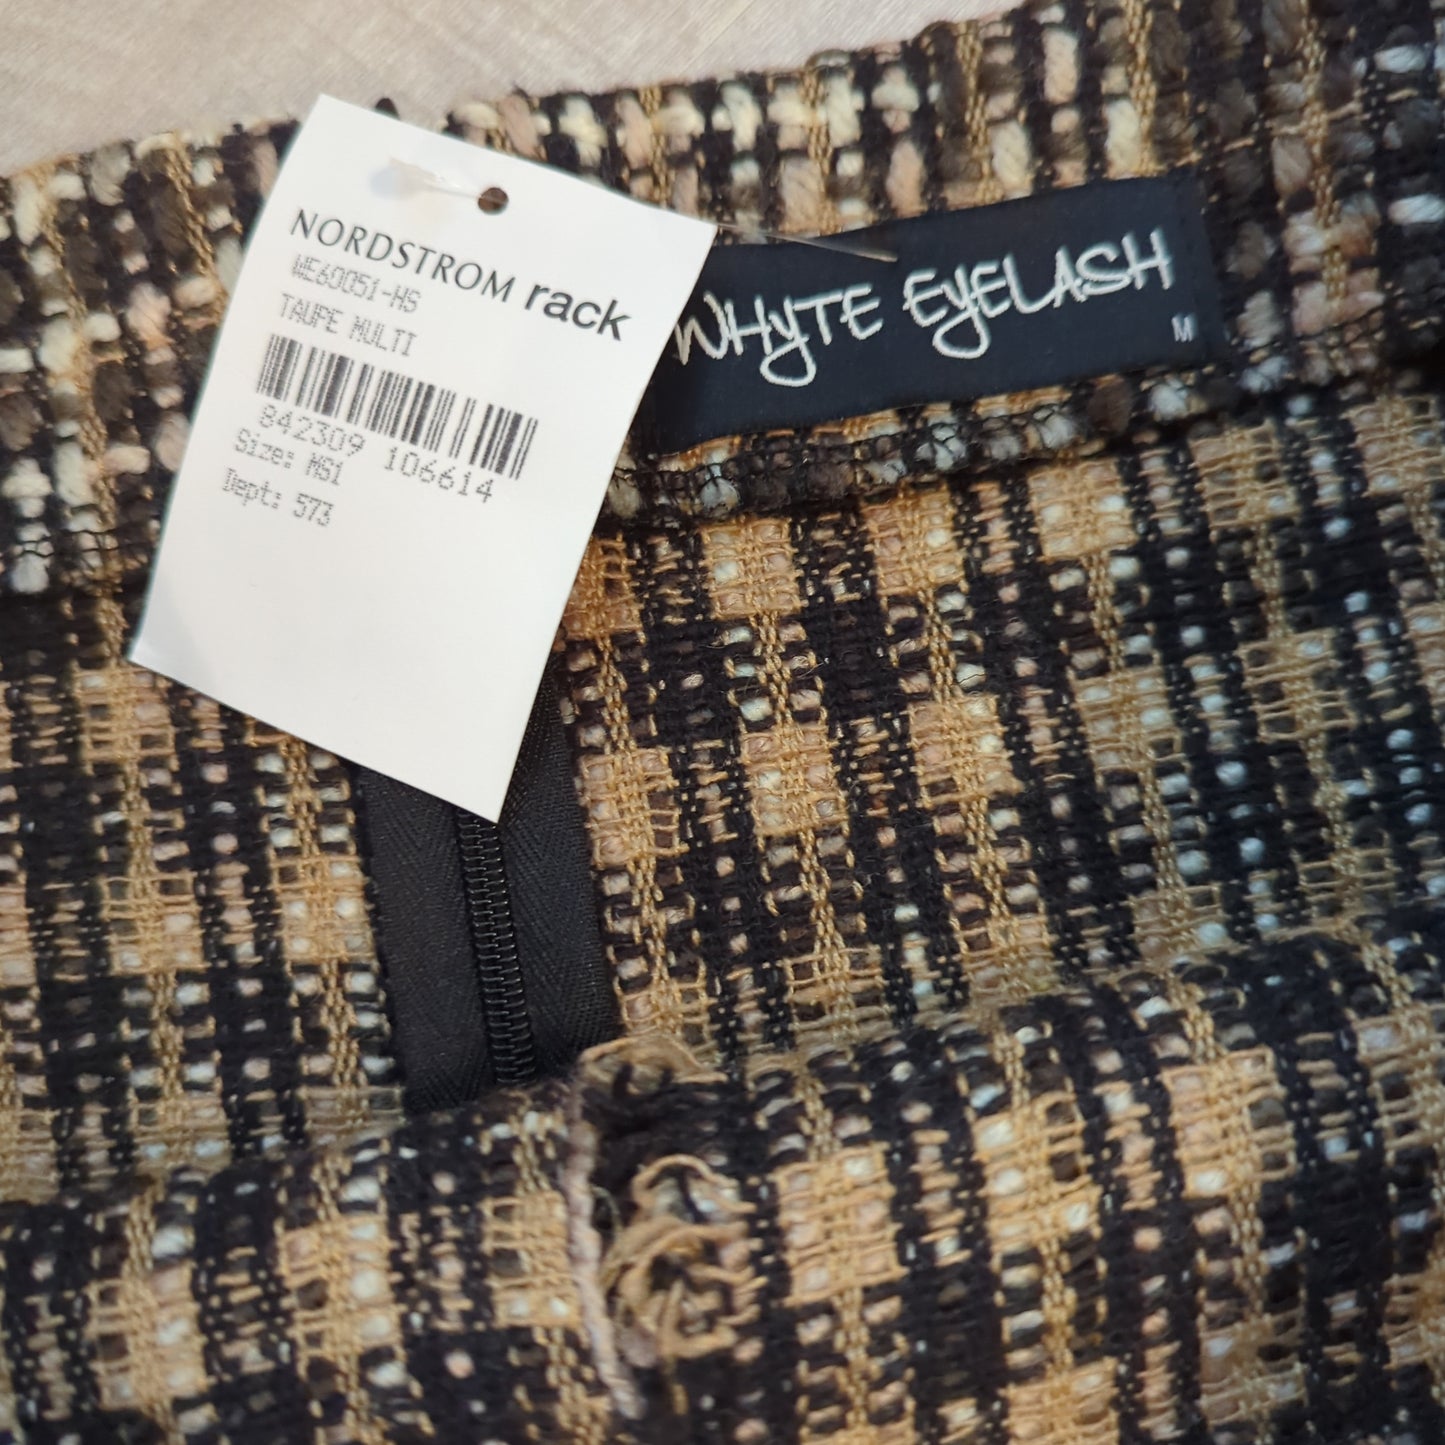 NORDSTROM rack
WE60051-HS
TAUPE MULTI
842309 106614
Size: MS1
Dept: 573
WHYTE EYELASH
M